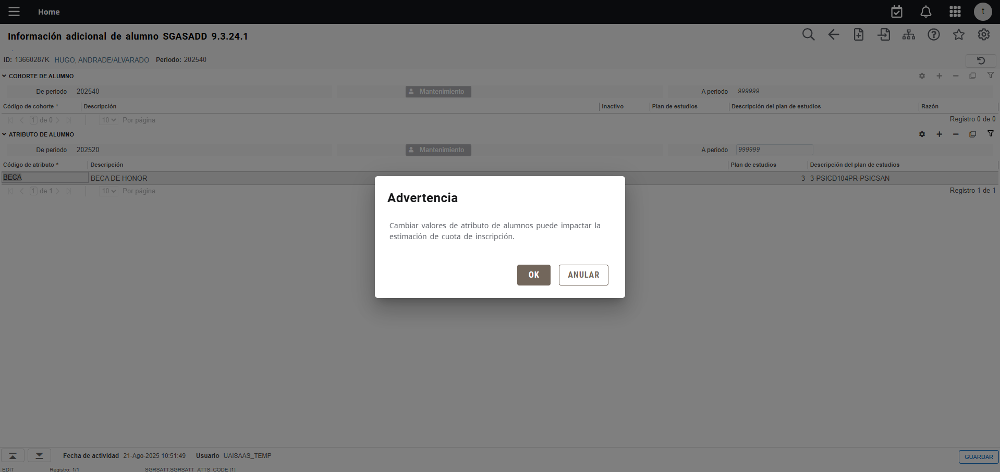 Home
t
Información adicional de alumno SGASADD 9.3.24.1
ID: 13660287K HUGO, ANDRADE/ALVARADO Periodo: 202540
COHORTE DE ALUMNO
De periodo 202540 Mantenimiento A periodo 999999
Código de cohorte * Descripción Inactivo Plan de estudios Descripción del plan de estudios Razón
1 de 0 10 Por página Registro 0 de 0
ATRIBUTO DE ALUMNO
De periodo 202520 Mantenimiento A periodo 999999
Código de atributo * Descripción Plan de estudios Descripción del plan de estudios
BECA BECA DE HONOR 3 3-PSICD104PR-PSICSAN
1 de 1 10 Por página Registro 1 de 1
Advertencia
Cambiar valores de atributo de alumnos puede impactar la
estimación de cuota de inscripción.
OK ANULAR
Fecha de actividad 21-Ago-2025 10:51:49 Usuario UAISAAS_TEMP GUARDAR
EDIT Registro: 1/1 SGRSATT.SGRSATT_ATTS_CODE [1]